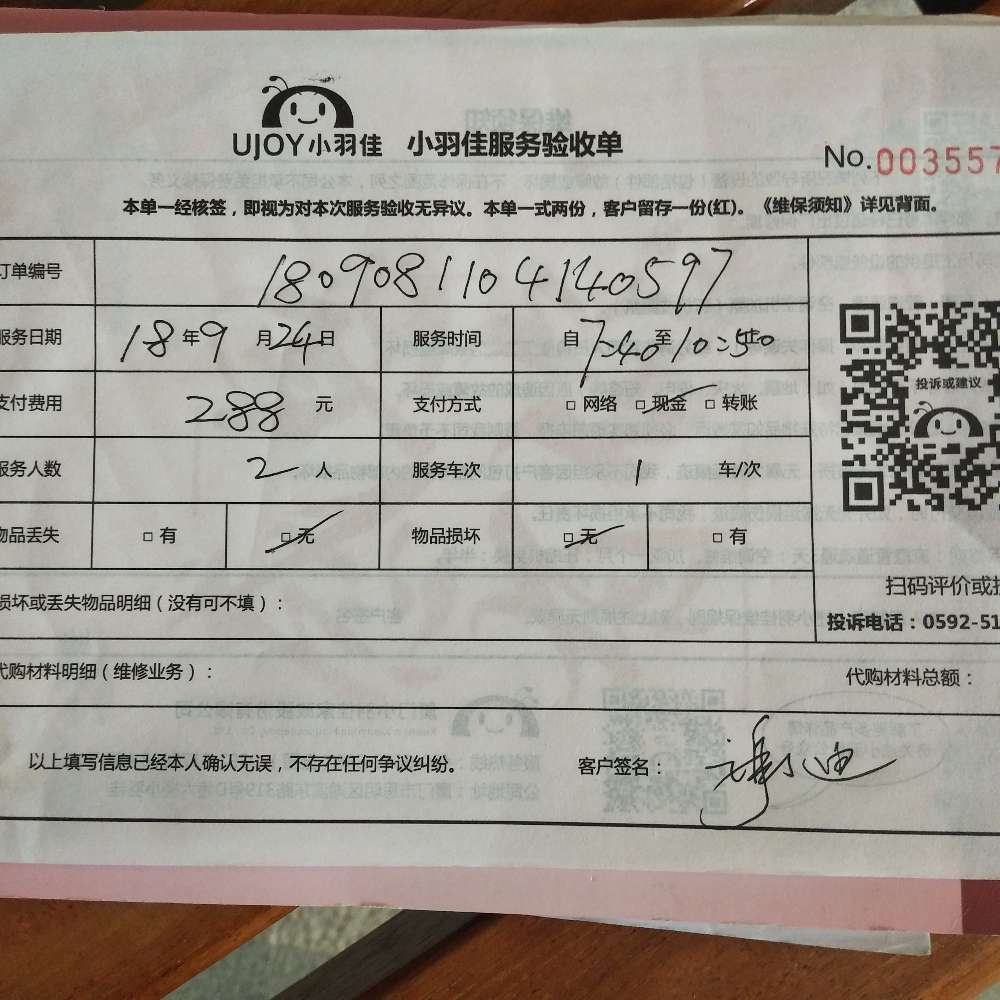 UJOY小羽佳 小羽佳服务验收单
No.003557
本单一经核签，即视为对本次服务验收无异议。本单一式两份，客户留存一份(红)。《维保须知》详见背面。
订单编号 180908110414059​7
服务日期 18年9月24日 服务时间 自7:40至10:50
支付费用 288元 支付方式 □网络 □现金 □转账
投诉或建议
服务人数 2人 服务车次 1车/次
物品丢失 □有 □无 物品损坏 □无 □有
扫码评价或
损坏或丢失物品明细（没有可不填）：
投诉电话：0592-51
代购材料明细（维修业务）： 代购材料总额：
以上填写信息已经本人确认无误，不存在任何争议纠纷。 客户签名：